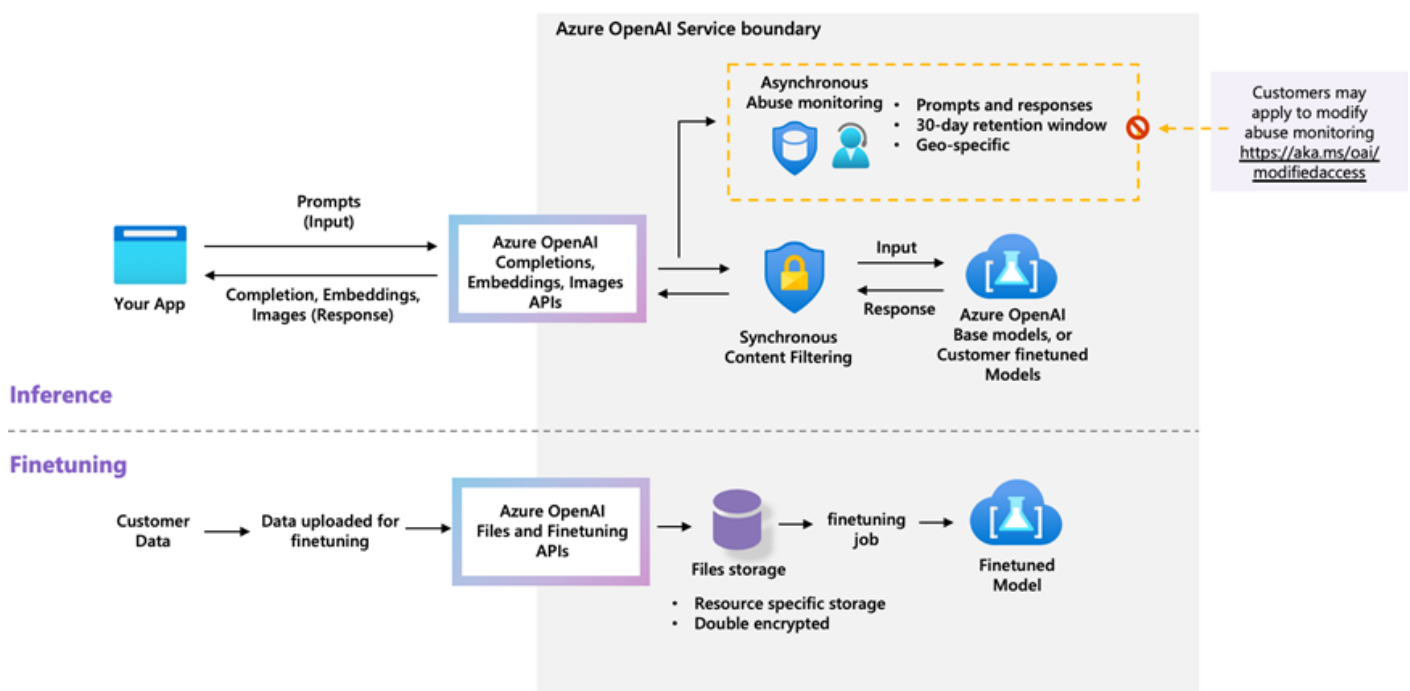 Azure OpenAI Service boundary
Asynchronous
Abuse monitoring
• Prompts and responses
• 30-day retention window
• Geo-specific
Customers may
apply to modify
abuse monitoring
https://aka.ms/oai/
modifiedaccess
Prompts
(Input)
Your App
Completion, Embeddings,
Images (Response)
Azure OpenAI
Completions,
Embeddings, Images
APIs
Synchronous
Content Filtering
Input
Response
Azure OpenAI
Base models, or
Customer finetuned
Models
Inference
Finetuning
Customer
Data
Data uploaded for
finetuning
Azure OpenAI
Files and Finetuning
APIs
Files storage
• Resource specific storage
• Double encrypted
finetuning
job
Finetuned
Model